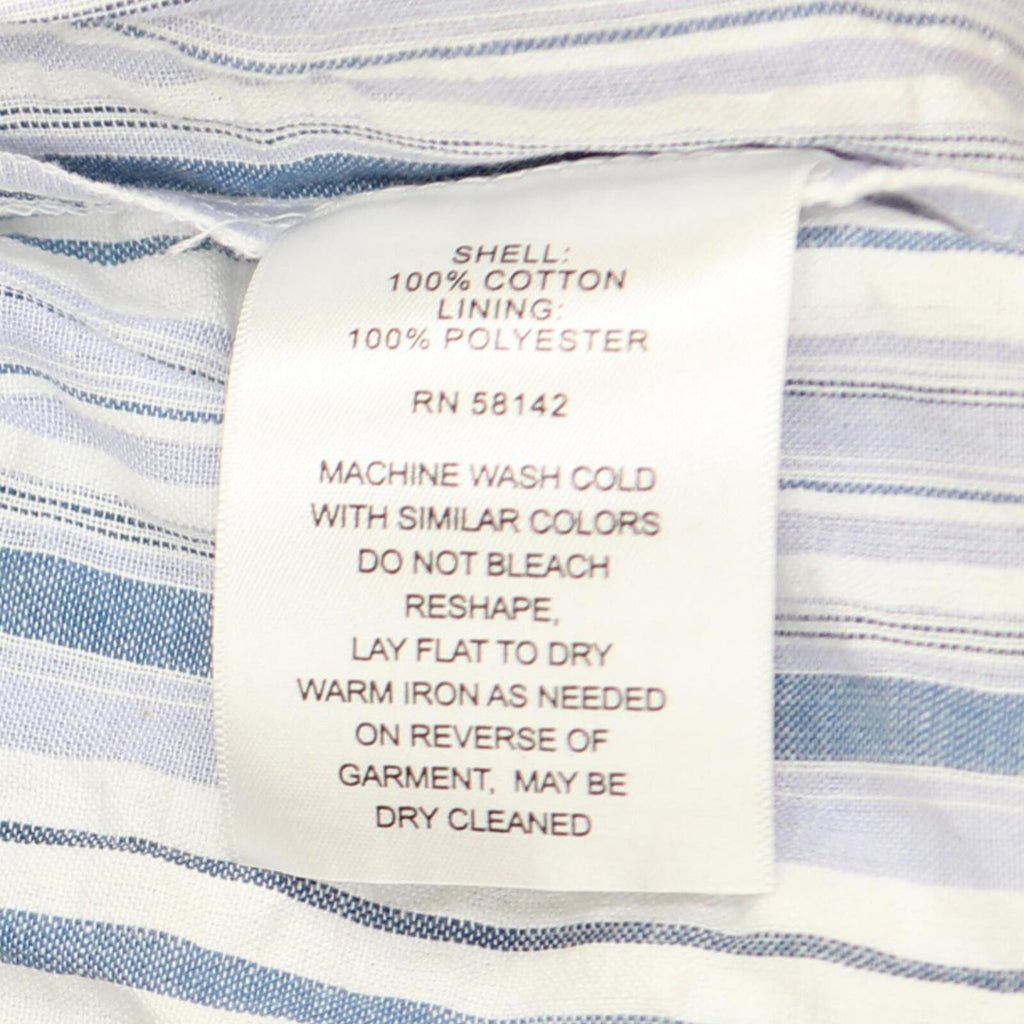 SHELL:
100% COTTON
LINING:
100% POLYESTER
RN 58142
MACHINE WASH COLD
WITH SIMILAR COLORS
DO NOT BLEACH
RESHAPE,
LAY FLAT TO DRY
WARM IRON AS NEEDED
ON REVERSE OF
GARMENT, MAY BE
DRY CLEANED